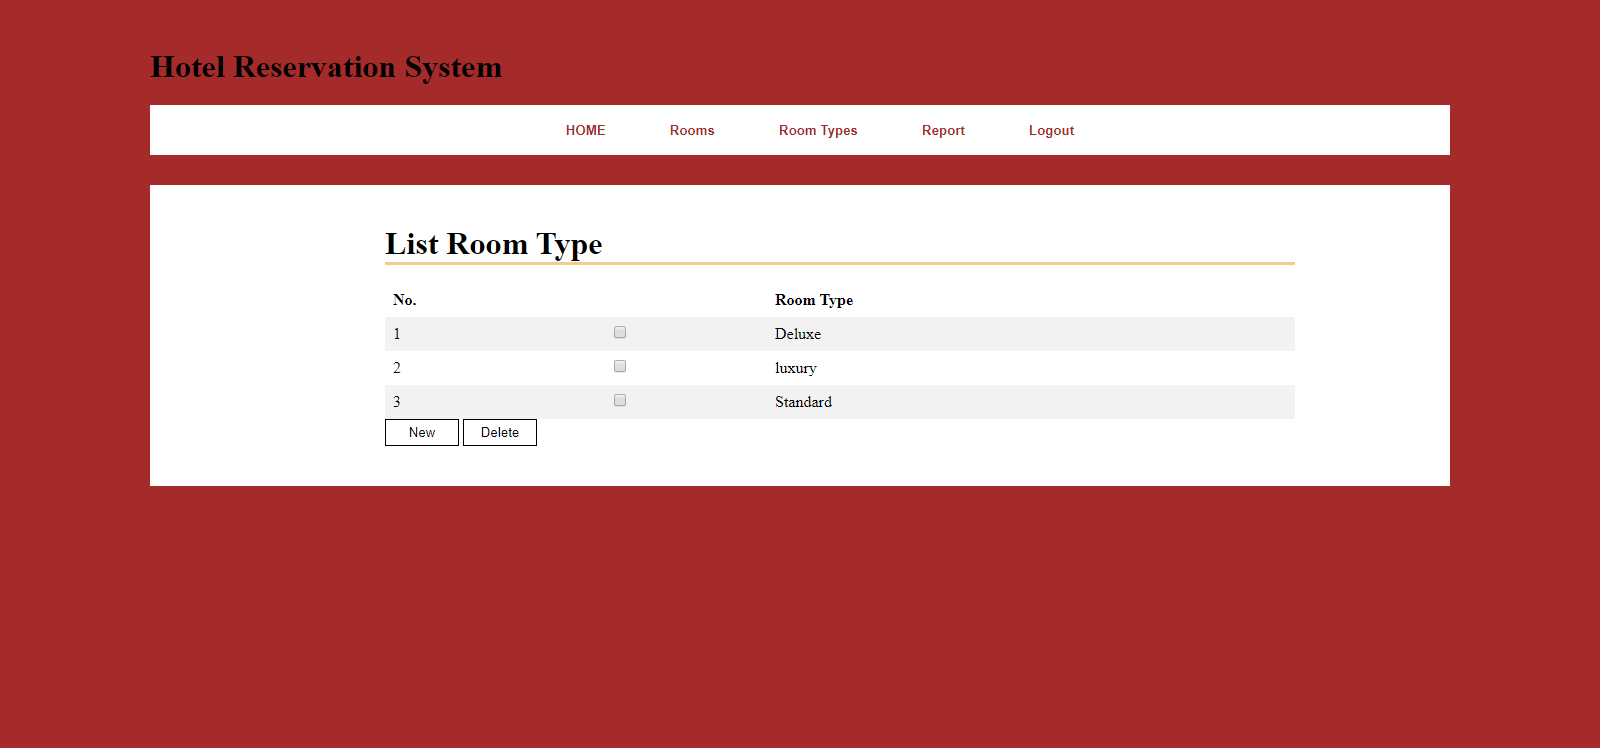 Hotel Reservation System
HOME Rooms Room Types Report Logout
List Room Type
No. Room Type
1 Deluxe
2 luxury
3 Standard
New Delete